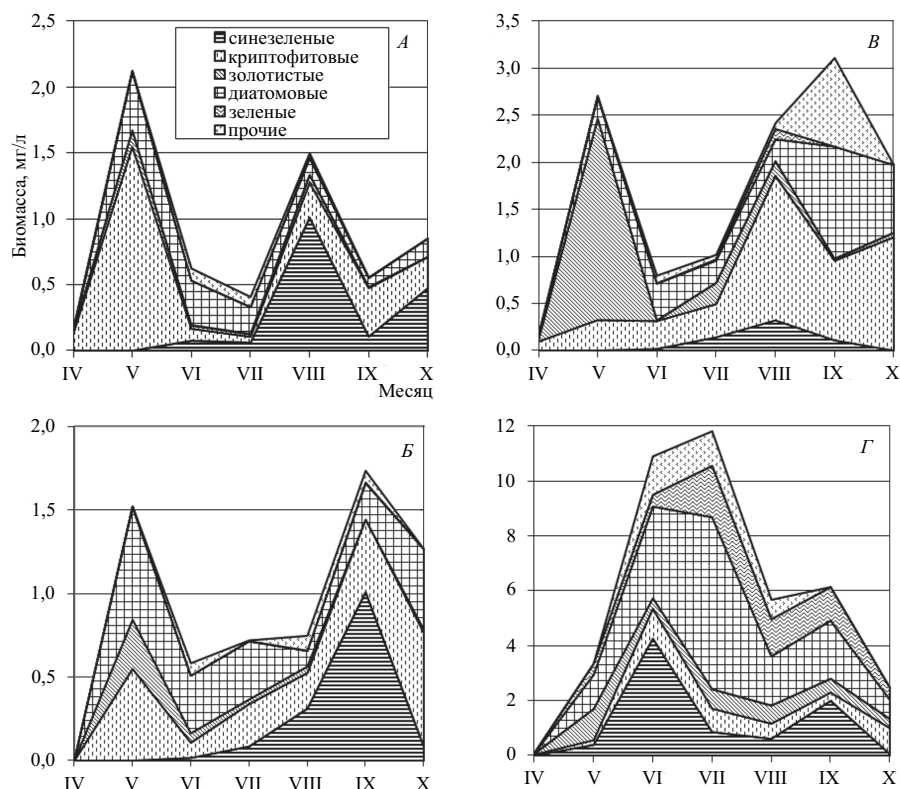 Биомасса, мг/л
2,5
2,0
1,5
1,0
0,5
0,0
А
синезеленые
криптофитовые
золотистые
диатомовые
зеленые
прочие
IV V VI VII VIII IX X
Месяц
3,5
3,0
2,5
2,0
1,5
1,0
0,5
0,0
В
IV V VI VII VIII IX X
2,0
1,5
1,0
0,5
0,0
Б
IV V VI VII VIII IX X
Месяц
12
10
8
6
4
2
0
Г
IV V VI VII VIII IX X